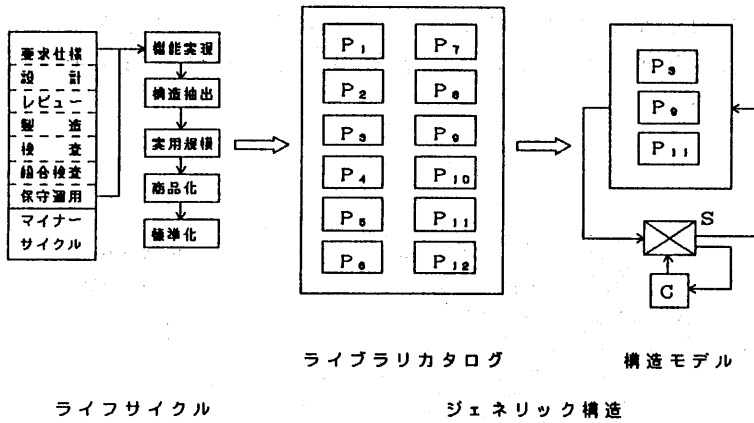 要求仕様
設計
レビュー
製造
検査
総合検査
保守運用
マイナー
サイクル
機能実現
構造抽出
実用規模
商品化
標準化
P₁
P₇
P₂
P₈
P₃
P₉
P₄
P₁₀
P₅
P₁₁
P₆
P₁₂
P₃
P₉
P₁₁
S
C
ライブラリカタログ
構造モデル
ライフサイクル
ジェネリック構造